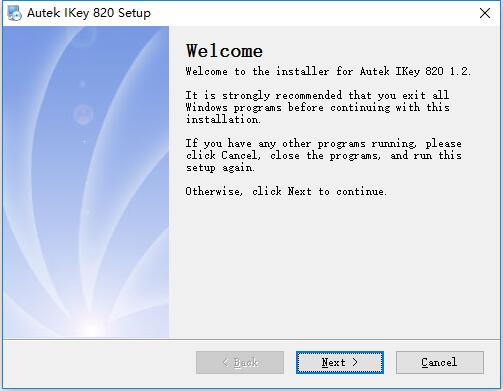 Autek IKey 820 Setup
Welcome
Welcome to the installer for Autek IKey 820 1.2.
It is strongly recommended that you exit all
Windows programs before continuing with this
installation.
If you have any other programs running, please
click Cancel, close the programs, and run this
setup again.
Otherwise, click Next to continue.
< Back
Next >
Cancel